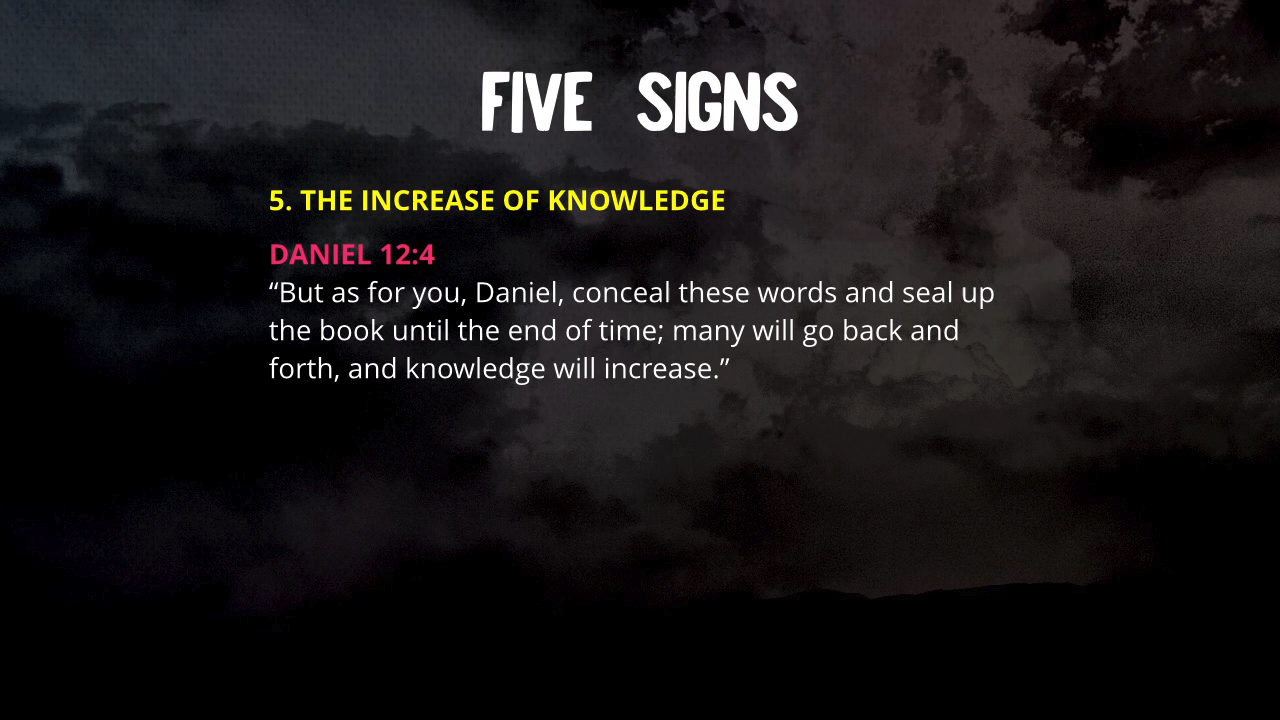 FIVE SIGNS
5. THE INCREASE OF KNOWLEDGE
DANIEL 12:4
“But as for you, Daniel, conceal these words and seal up
the book until the end of time; many will go back and
forth, and knowledge will increase.”